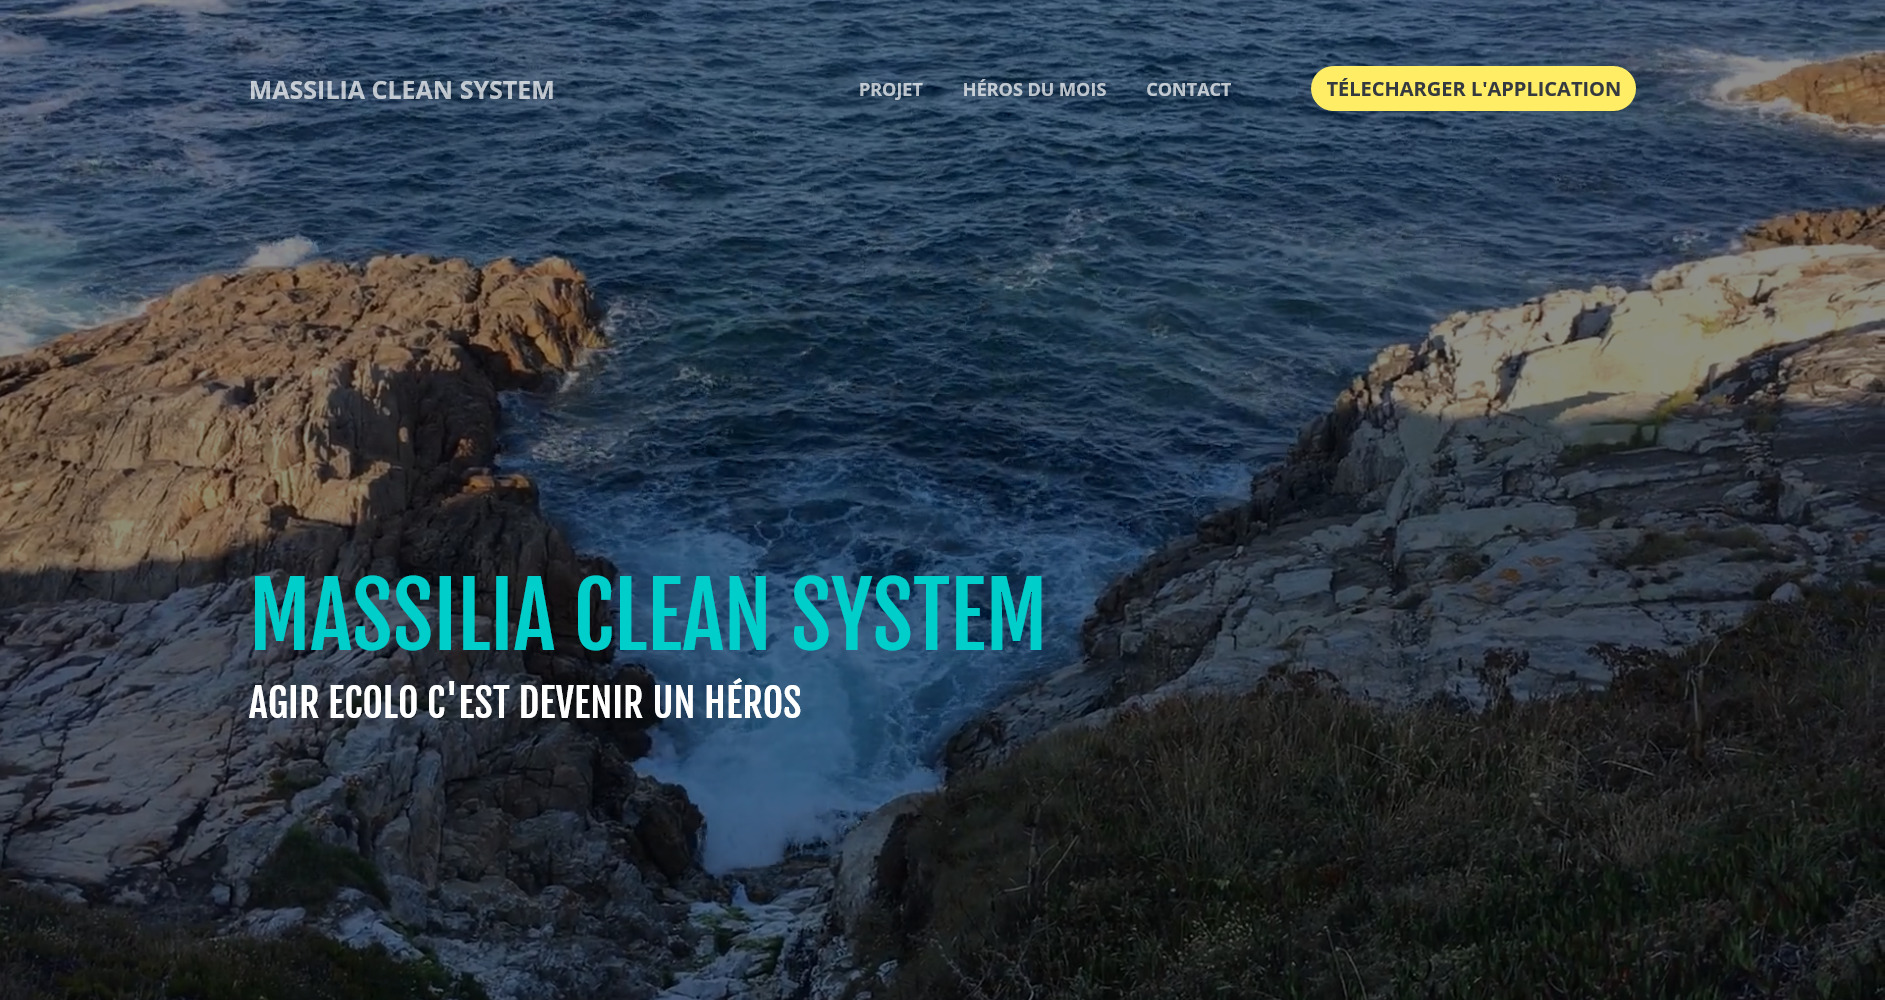 MASSILIA CLEAN SYSTEM
PROJET
HÉROS DU MOIS
CONTACT
TÉLECHARGER L'APPLICATION
MASSILIA CLEAN SYSTEM
AGIR ECOLO C'EST DEVENIR UN HÉROS